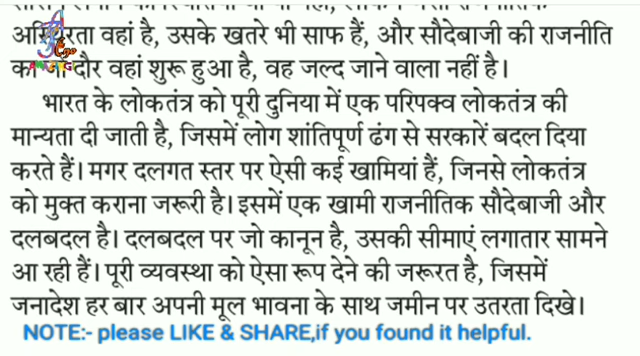 अस्थिरता वहां है, उसके खतरे भी साफ हैं, और सौदेबाजी की राजनीति
का जो दौर वहां शुरू हुआ है, वह जल्द जाने वाला नहीं है।
भारत के लोकतंत्र को पूरी दुनिया में एक परिपक्व लोकतंत्र की
मान्यता दी जाती है, जिसमें लोग शांतिपूर्ण ढंग से सरकारें बदल दिया
करते हैं। मगर दलगत स्तर पर ऐसी कई खामियां हैं, जिनसे लोकतंत्र
को मुक्त कराना जरूरी है। इसमें एक खामी राजनीतिक सौदेबाजी और
दलबदल है। दलबदल पर जो कानून है, उसकी सीमाएं लगातार सामने
आ रही हैं। पूरी व्यवस्था को ऐसा रूप देने की जरूरत है, जिसमें
जनादेश हर बार अपनी मूल भावना के साथ जमीन पर उतरता दिखे।
NOTE:- please LIKE & SHARE,if you found it helpful.